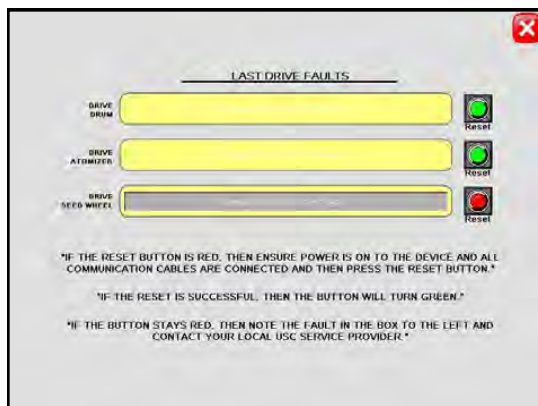 LAST DRIVE FAULTS
DRIVE
DRUM
Reset
DRIVE
ATOMIZER
Reset
DRIVE
SEED WHEEL
Reset
"IF THE RESET BUTTON IS RED, THEN ENSURE POWER IS ON TO THE DEVICE AND ALL
COMMUNICATION CABLES ARE CONNECTED AND THEN PRESS THE RESET BUTTON."
"IF THE RESET IS SUCCESSFUL, THEN THE BUTTON WILL TURN GREEN."
"IF THE BUTTON STAYS RED, THEN NOTE THE FAULT IN THE BOX TO THE LEFT AND
CONTACT YOUR LOCAL USC SERVICE PROVIDER."